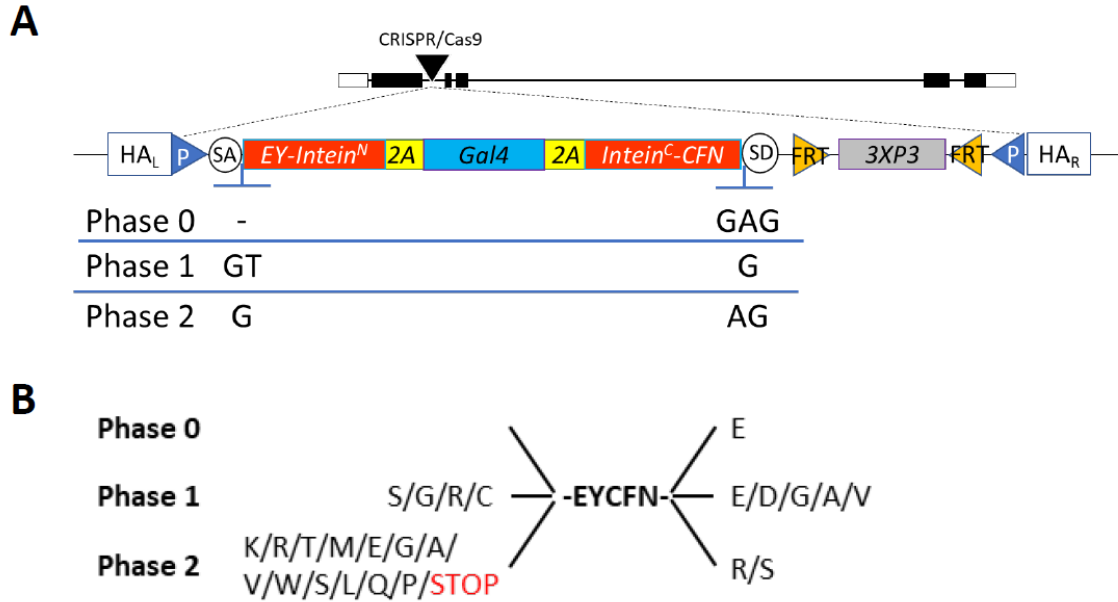 A
CRISPR/Cas9
HAL P SA EY-InteinN 2A Gal4 2A InteinC-CFN SD FRT 3XP3 FRT P HAR
Phase 0 - GAG
Phase 1 GT G
Phase 2 G AG
B
Phase 0 E
Phase 1 S/G/R/C -EYCFN- E/D/G/A/V
K/R/T/M/E/G/A/
Phase 2 V/W/S/L/Q/P/STOP R/S